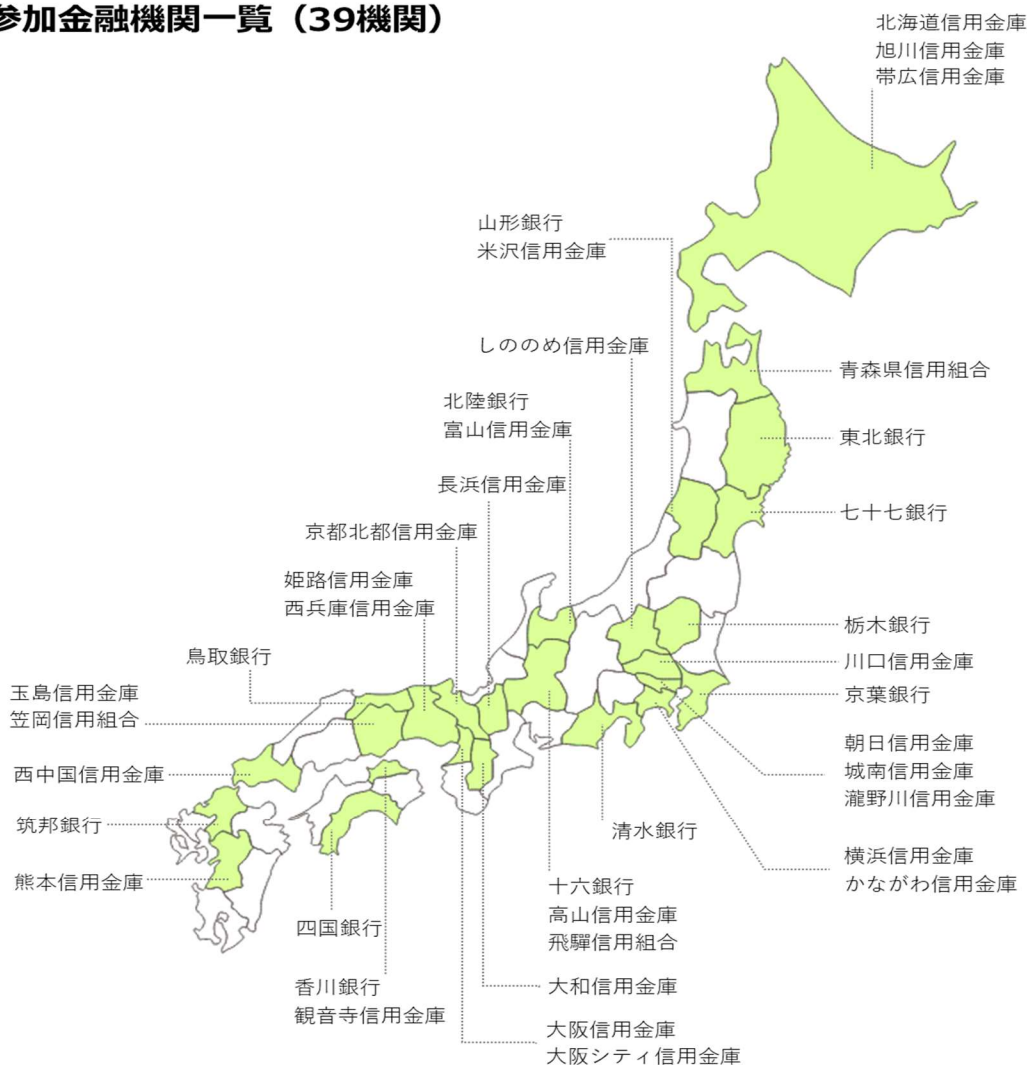 参加金融機関一覧（39機関）
北海道信用金庫
旭川信用金庫
帯広信用金庫
山形銀行
米沢信用金庫
しののめ信用金庫
青森県信用組合
北陸銀行
富山信用金庫
東北銀行
長浜信用金庫
七十七銀行
京都北都信用金庫
姫路信用金庫
西兵庫信用金庫
栃木銀行
鳥取銀行
川口信用金庫
玉島信用金庫
笠岡信用組合
京葉銀行
朝日信用金庫
城南信用金庫
瀧野川信用金庫
西中国信用金庫
筑邦銀行
清水銀行
横浜信用金庫
かながわ信用金庫
熊本信用金庫
十六銀行
高山信用金庫
飛驒信用組合
四国銀行
香川銀行
観音寺信用金庫
大和信用金庫
大阪信用金庫
大阪シティ信用金庫